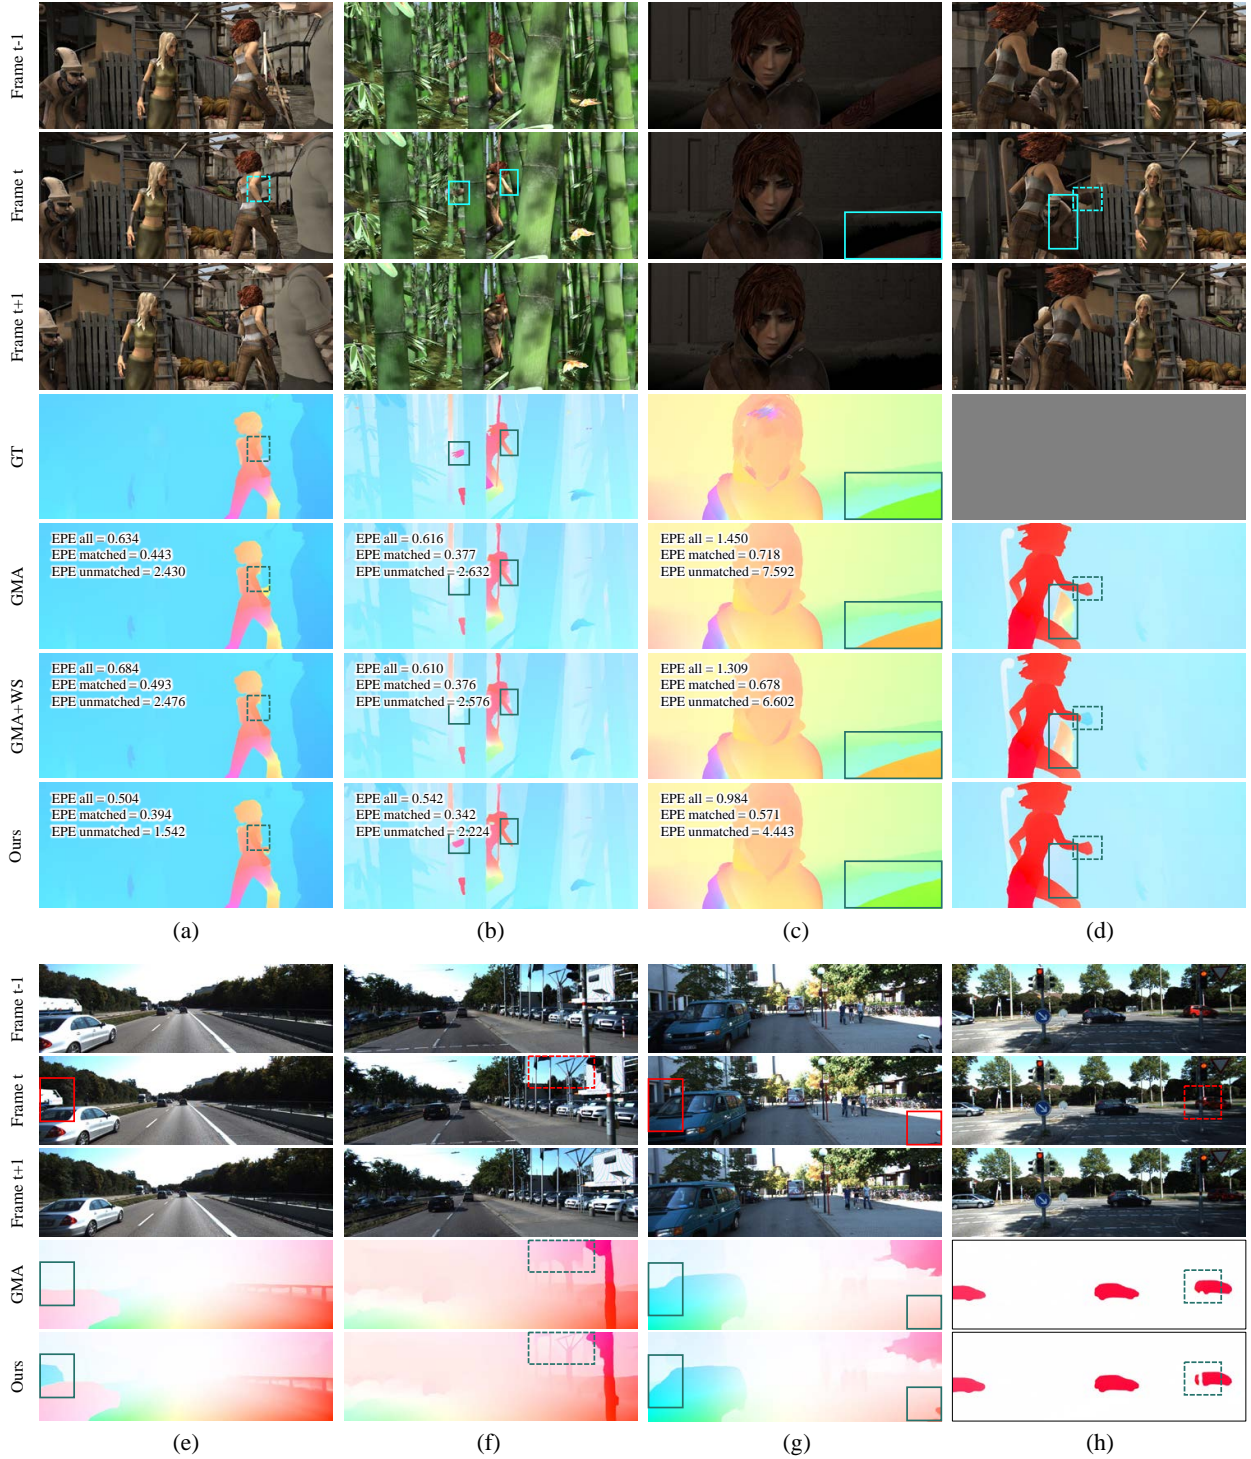 Frame t-1
Frame t
Frame t+1
GT
GMA
EPE all = 0.634
EPE matched = 0.443
EPE unmatched = 2.430
EPE all = 0.616
EPE matched = 0.377
EPE unmatched = 2.632
EPE all = 1.450
EPE matched = 0.718
EPE unmatched = 7.592
GMA+WS
EPE all = 0.684
EPE matched = 0.493
EPE unmatched = 2.476
EPE all = 0.610
EPE matched = 0.376
EPE unmatched = 2.576
EPE all = 1.309
EPE matched = 0.678
EPE unmatched = 6.602
Ours
EPE all = 0.504
EPE matched = 0.394
EPE unmatched = 1.542
EPE all = 0.542
EPE matched = 0.342
EPE unmatched = 2.224
EPE all = 0.984
EPE matched = 0.571
EPE unmatched = 4.443
(a)
(b)
(c)
(d)
Frame t-1
Frame t
Frame t+1
GMA
Ours
(e)
(f)
(g)
(h)